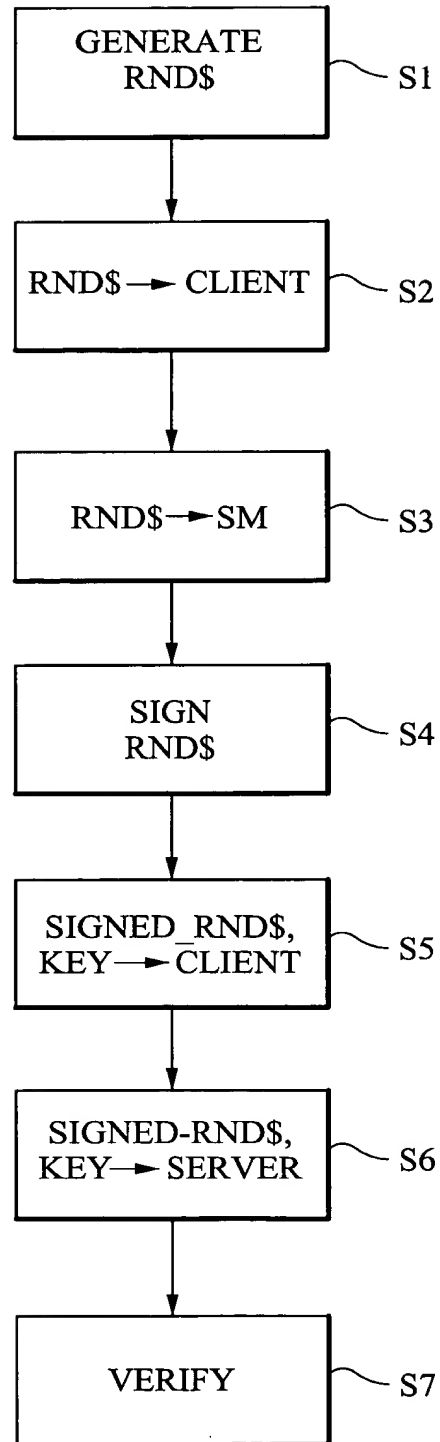 GENERATE
RND$
S1
RND$ → CLIENT
S2
RND$ → SM
S3
SIGN
RND$
S4
SIGNED_RND$,
KEY → CLIENT
S5
SIGNED-RND$,
KEY → SERVER
S6
VERIFY
S7